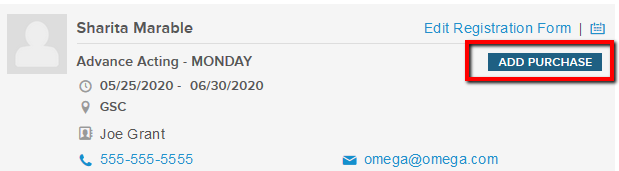 Sharita Marable Edit Registration Form |
Advance Acting - MONDAY ADD PURCHASE
05/25/2020 - 06/30/2020
GSC
Joe Grant
555-555-5555 omega@omega.com